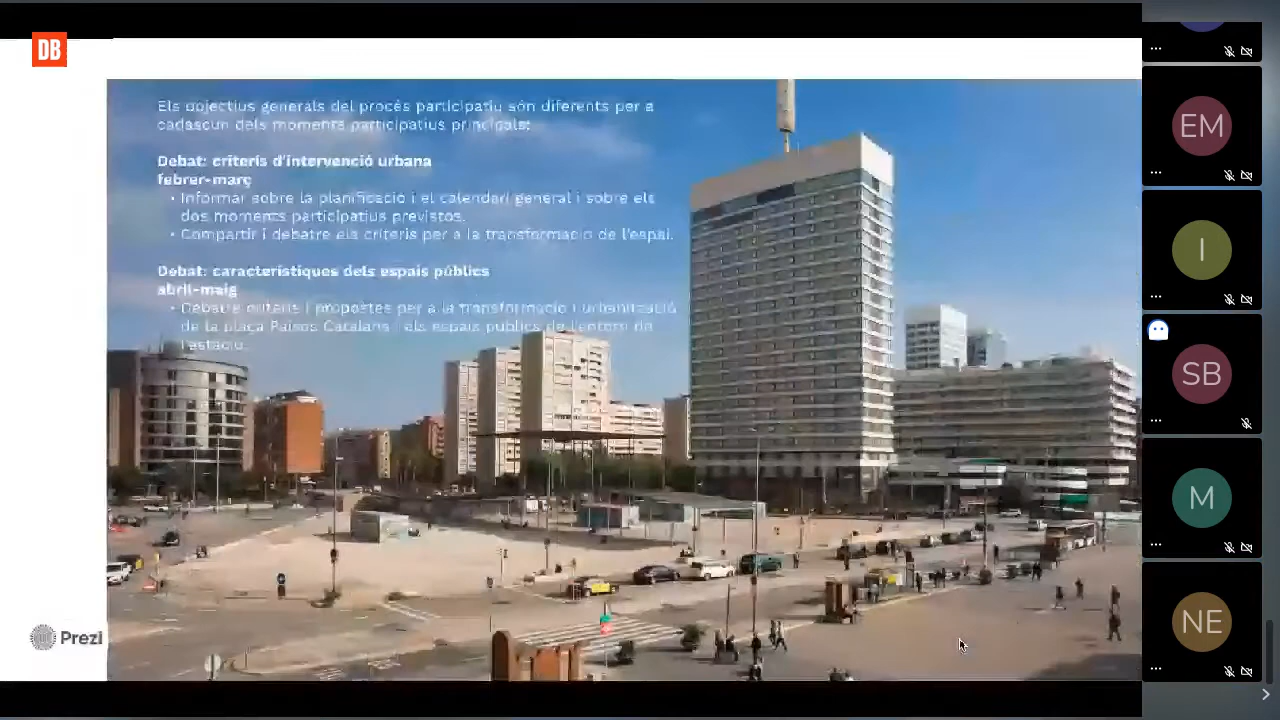 DB
Els objectius generals del procés participatiu són diferents per a
cadascun dels moments participatius principals:
Debat: criteris d'intervenció urbana
febrer-març
• Informar sobre la planificació i el calendari general i sobre els
dos moments participatius previstos.
• Compartir i debatre els criteris per a la transformació de l'espai.
Debat: característiques dels espais públics
abril-maig
• Debatre criteris i propostes per a la transformació i urbanització
de la plaça Països Catalans i els espais públics de l'entorn de
l'estació.
Prezi
EM
I
SB
M
NE